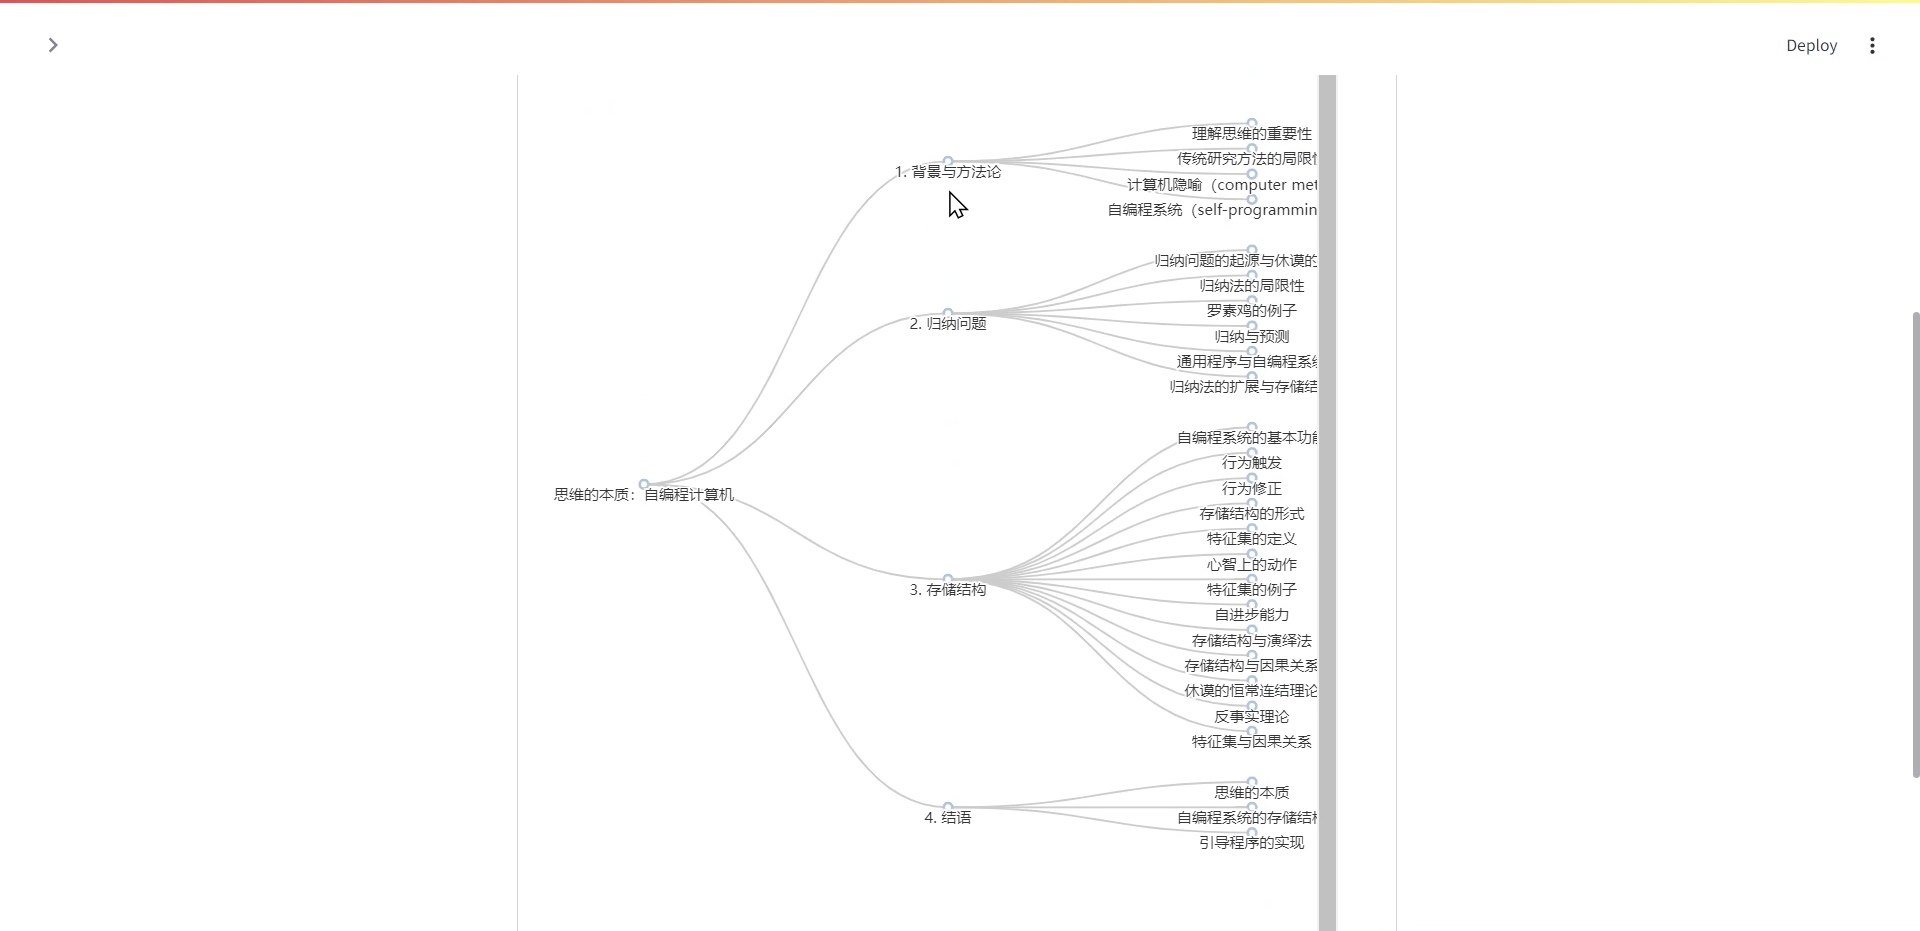 Deploy
理解思维的重要性
1. 背景与方法论
传统研究方法的局限
计算机隐喻（computer met
自编程系统（self-programmin
归纳问题的起源与休谟的
归纳法的局限性
罗素鸡的例子
2. 归纳问题
归纳与预测
通用程序与自编程系
归纳法的扩展与存储结
自编程系统的基本功
行为触发
行为修正
思维的本质：自编程计算机
存储结构的形式
特征集的定义
心智上的动作
3. 存储结构
特征集的例子
自进步能力
存储结构与演绎法
存储结构与因果关系
休谟的恒常连结理论
反事实理论
特征集与因果关系
思维的本质
4. 结语
自编程系统的存储结
引导程序的实现